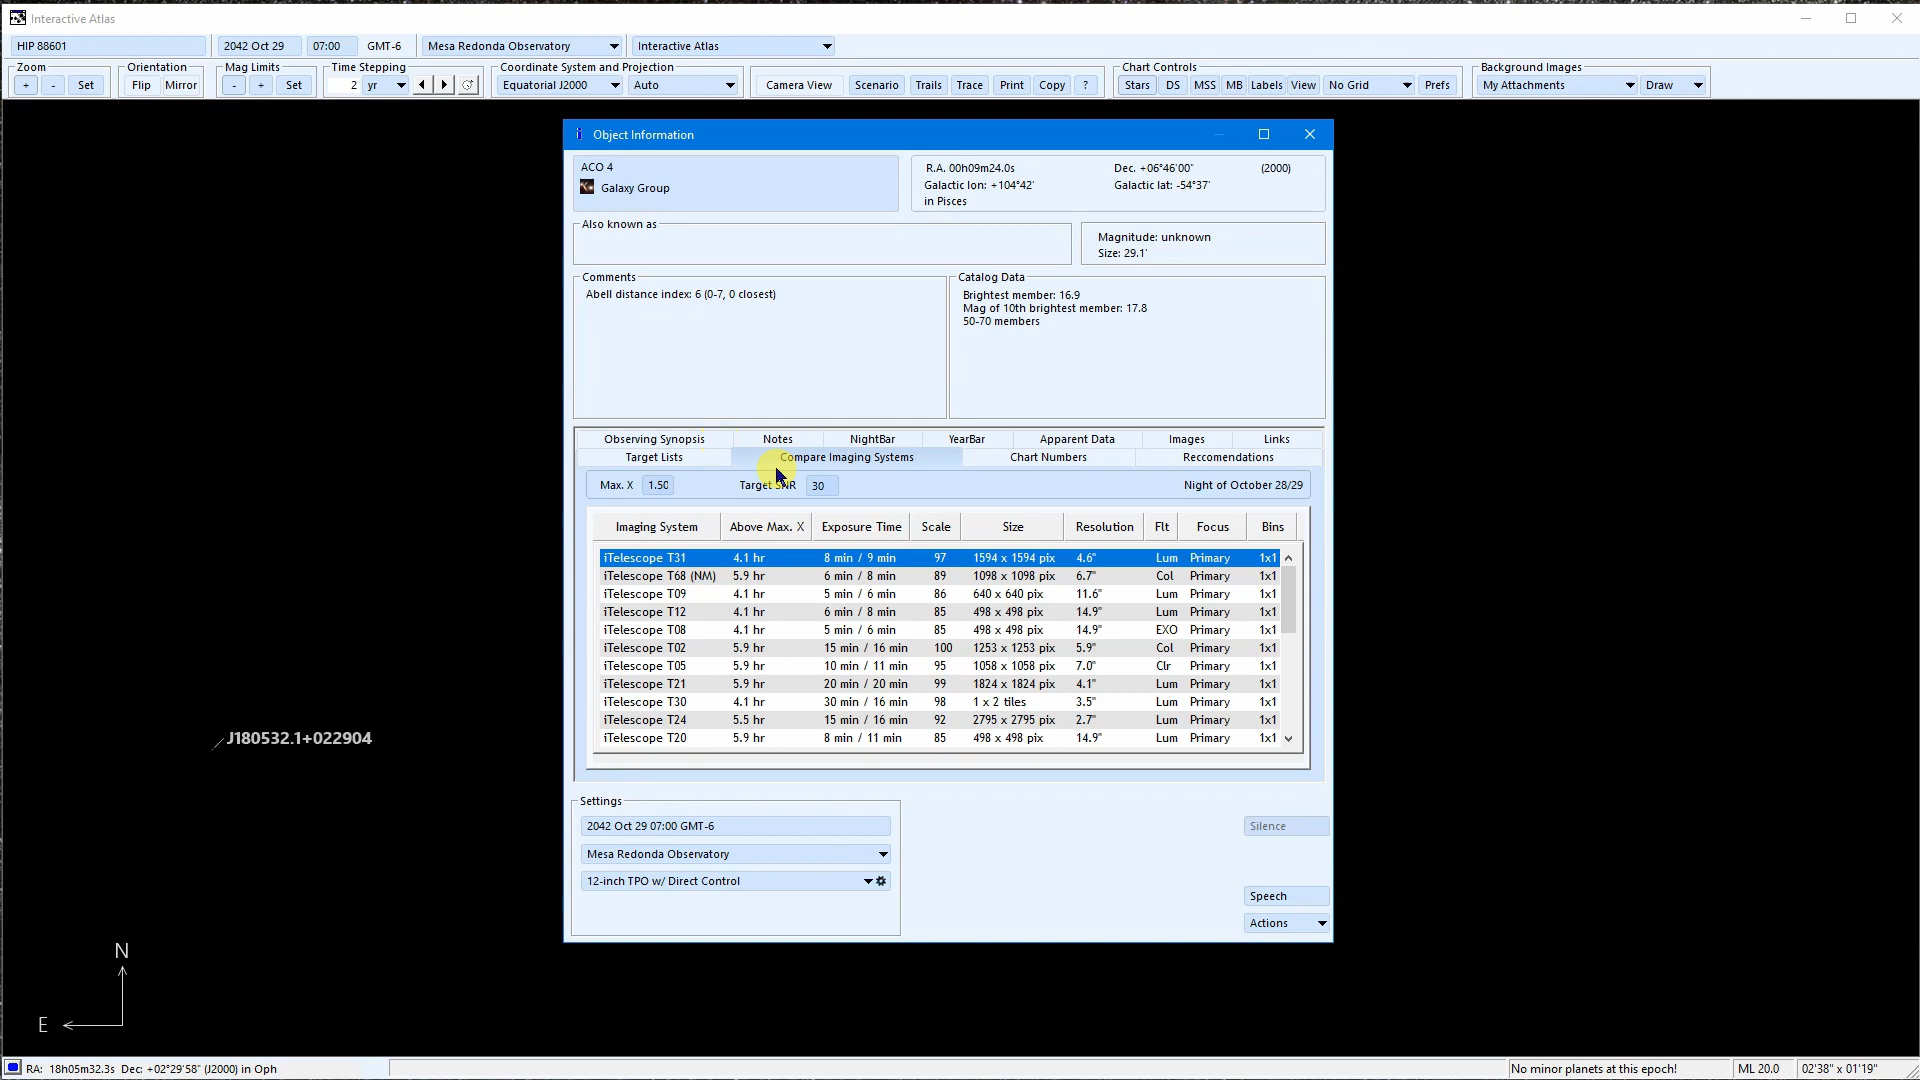 Interactive Atlas
HIP 88601 2042 Oct 29 07:00 GMT-6 Mesa Redonda Observatory Interactive Atlas
Zoom Orientation Mag Limits Time Stepping Coordinate System and Projection Chart Controls Background Images
+ - Set Flip Mirror - + Set 2 yr Equatorial J2000 Auto Camera View Scenario Trails Trace Print Copy ? Stars DS MSS MB Labels View No Grid Prefs My Attachments Draw
Object Information
ACO 4
Galaxy Group
R.A. 00h09m24.0s Dec. +06°46'00" (2000)
Galactic lon: +104°42' Galactic lat: -54°37'
in Pisces
Also known as
Magnitude: unknown
Size: 29.1'
Comments
Abell distance index: 6 (0-7, 0 closest)
Catalog Data
Brightest member: 16.9
Mag of 10th brightest member: 17.8
50-70 members
Observing Synopsis Notes NightBar YearBar Apparent Data Images Links
Target Lists Compare Imaging Systems Chart Numbers Reccomendations
Max. X 1.50 Target SNR 30 Night of October 28/29
Imaging System Above Max. X Exposure Time Scale Size Resolution Flt Focus Bins
iTelescope T31 4.1 hr 8 min / 9 min 97 1594 x 1594 pix 4.6" Lum Primary 1x1
iTelescope T68 (NM) 5.9 hr 6 min / 8 min 89 1098 x 1098 pix 6.7" Col Primary 1x1
iTelescope T09 4.1 hr 5 min / 6 min 86 640 x 640 pix 11.6" Lum Primary 1x1
iTelescope T12 4.1 hr 6 min / 8 min 85 498 x 498 pix 14.9" Lum Primary 1x1
iTelescope T08 4.1 hr 5 min / 6 min 85 498 x 498 pix 14.9" EXO Primary 1x1
iTelescope T02 5.9 hr 15 min / 16 min 100 1253 x 1253 pix 5.9" Col Primary 1x1
iTelescope T05 5.9 hr 10 min / 11 min 95 1058 x 1058 pix 7.0" Clr Primary 1x1
iTelescope T21 5.9 hr 20 min / 20 min 99 1824 x 1824 pix 4.1" Lum Primary 1x1
iTelescope T30 4.1 hr 30 min / 16 min 98 1 x 2 tiles 3.5" Lum Primary 1x1
iTelescope T24 5.5 hr 15 min / 16 min 92 2795 x 2795 pix 2.7" Lum Primary 1x1
iTelescope T20 5.9 hr 8 min / 11 min 85 498 x 498 pix 14.9" Lum Primary 1x1
J180532.1+022904
Settings
2042 Oct 29 07:00 GMT-6
Mesa Redonda Observatory
12-inch TPO w/ Direct Control
Silence
Speech
Actions
N
E
RA: 18h05m32.3s Dec: +02°29'58" (J2000) in Oph No minor planets at this epoch! ML 20.0 02'38" x 01'19"